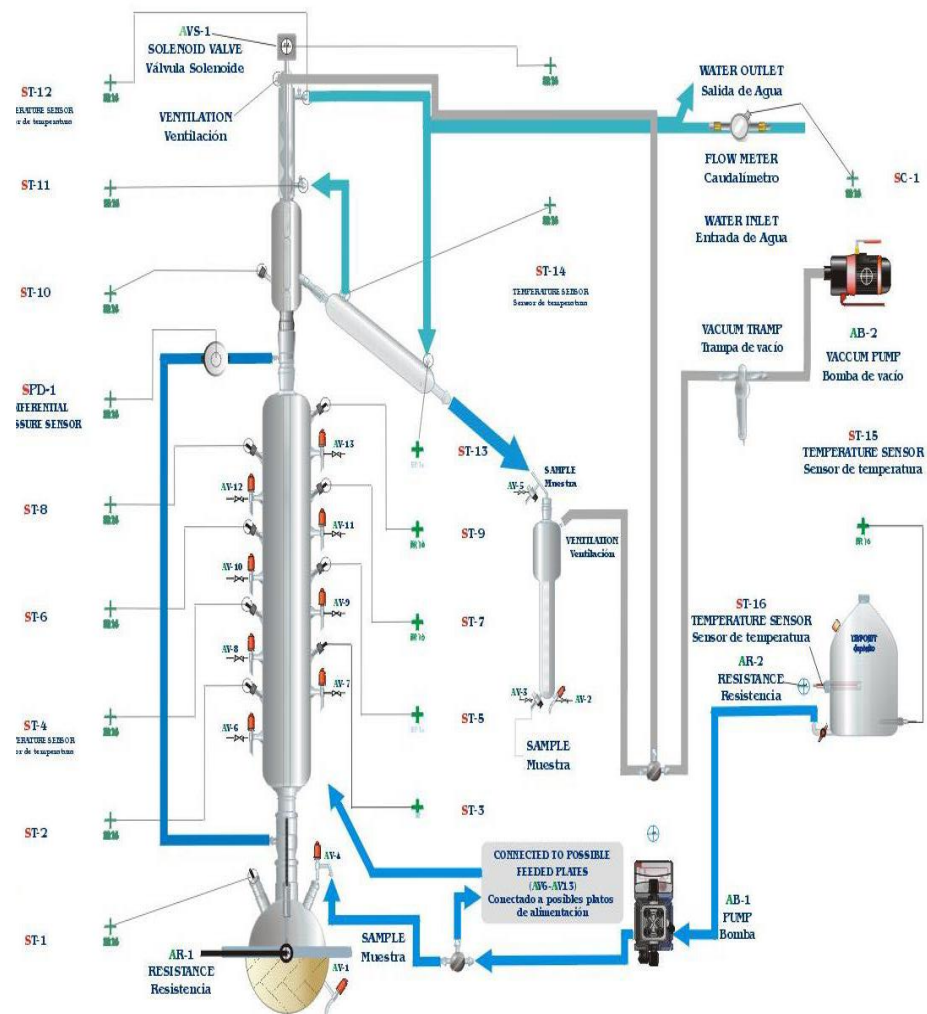 AVS-1
SOLENOID VALVE
Válvula Solenoide
ST-12
VENTILATION
Ventilación
WATER OUTLET
Salida de Agua
FLOW METER
Caudalímetro
SC-1
ST-11
WATER INLET
Entrada de Agua
ST-14
TEMPERATURE SENSOR
Sensor de temperatura
ST-10
VACUUM TRAMP
Trampa de vacío
AB-2
VACCUM PUMP
Bomba de vacío
SPD-1
ST-15
TEMPERATURE SENSOR
Sensor de temperatura
AV-13
ST-13
SAMPLE
Muestra
AV-5
AV-12
ST-8
AV-11
ST-9
VENTILATION
Ventilación
AV-10
ST-6
AV-9
ST-7
ST-16
TEMPERATURE SENSOR
Sensor de temperatura
DEPOSIT
depósito
AR-2
RESISTANCE
Resistencia
AV-8
AV-7
AV-3
AV-2
ST-4
AV-6
ST-5
SAMPLE
Muestra
ST-2
ST-3
AV-4
CONNECTED TO POSSIBLE
FEEDED PLATES
(AV6-AV13)
Conectado a posibles platos
de alimentación
AB-1
PUMP
Bomba
ST-1
SAMPLE
Muestra
AR-1
RESISTANCE
Resistencia
AV-1